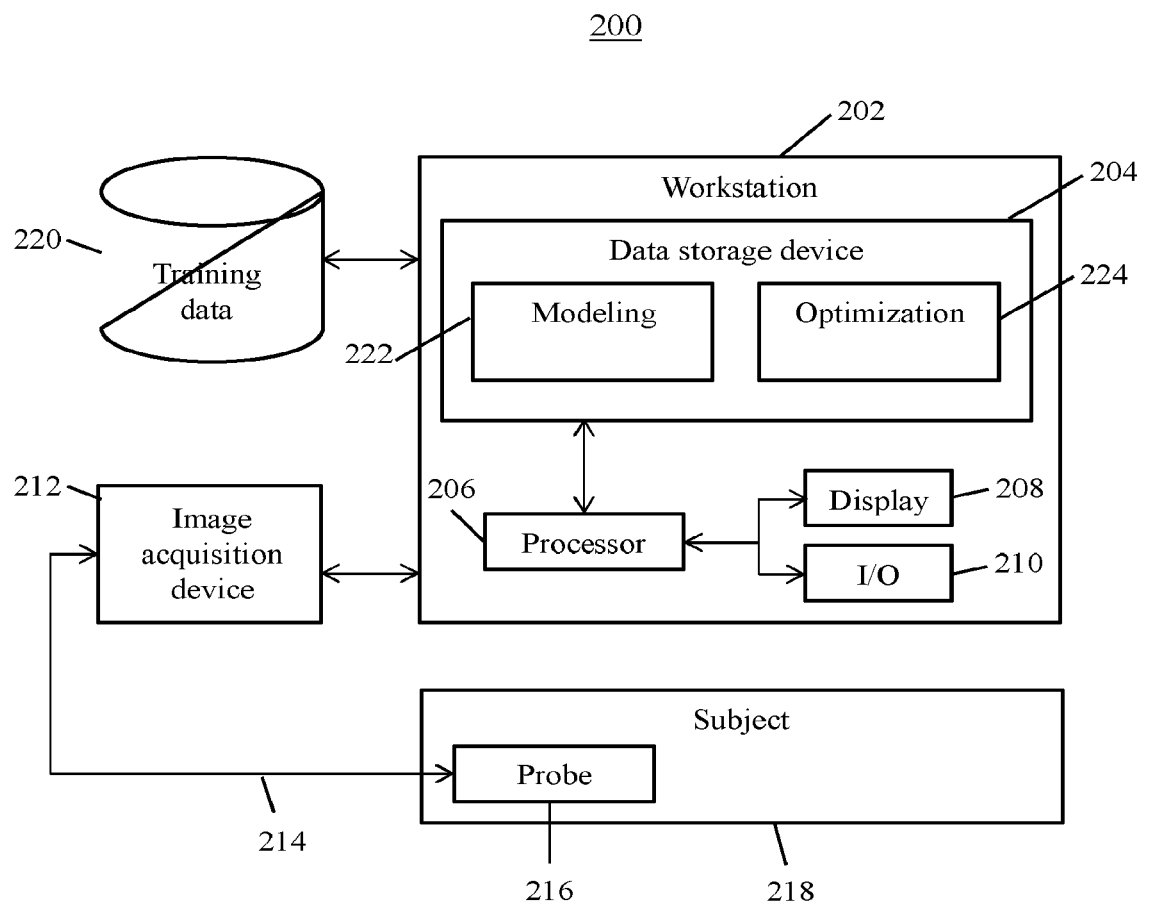 200
202
Workstation
204
220
Training
data
Data storage device
224
Modeling
Optimization
222
212
Image
acquisition
device
206
Processor
Display
208
I/O
210
Subject
Probe
214
216
218